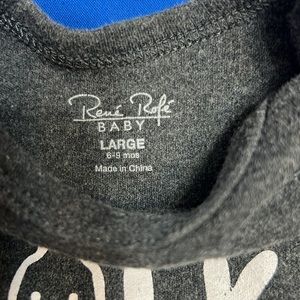 René Rofé
BABY
LARGE
6-9 mos
Made in China